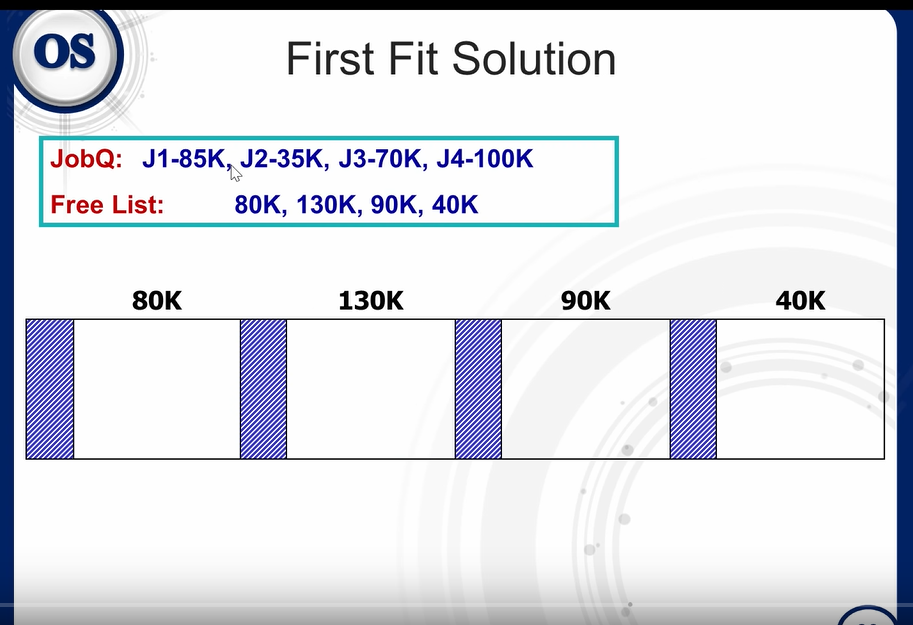 OS
First Fit Solution
JobQ: J1-85K, J2-35K, J3-70K, J4-100K
Free List: 80K, 130K, 90K, 40K
80K 130K 90K 40K